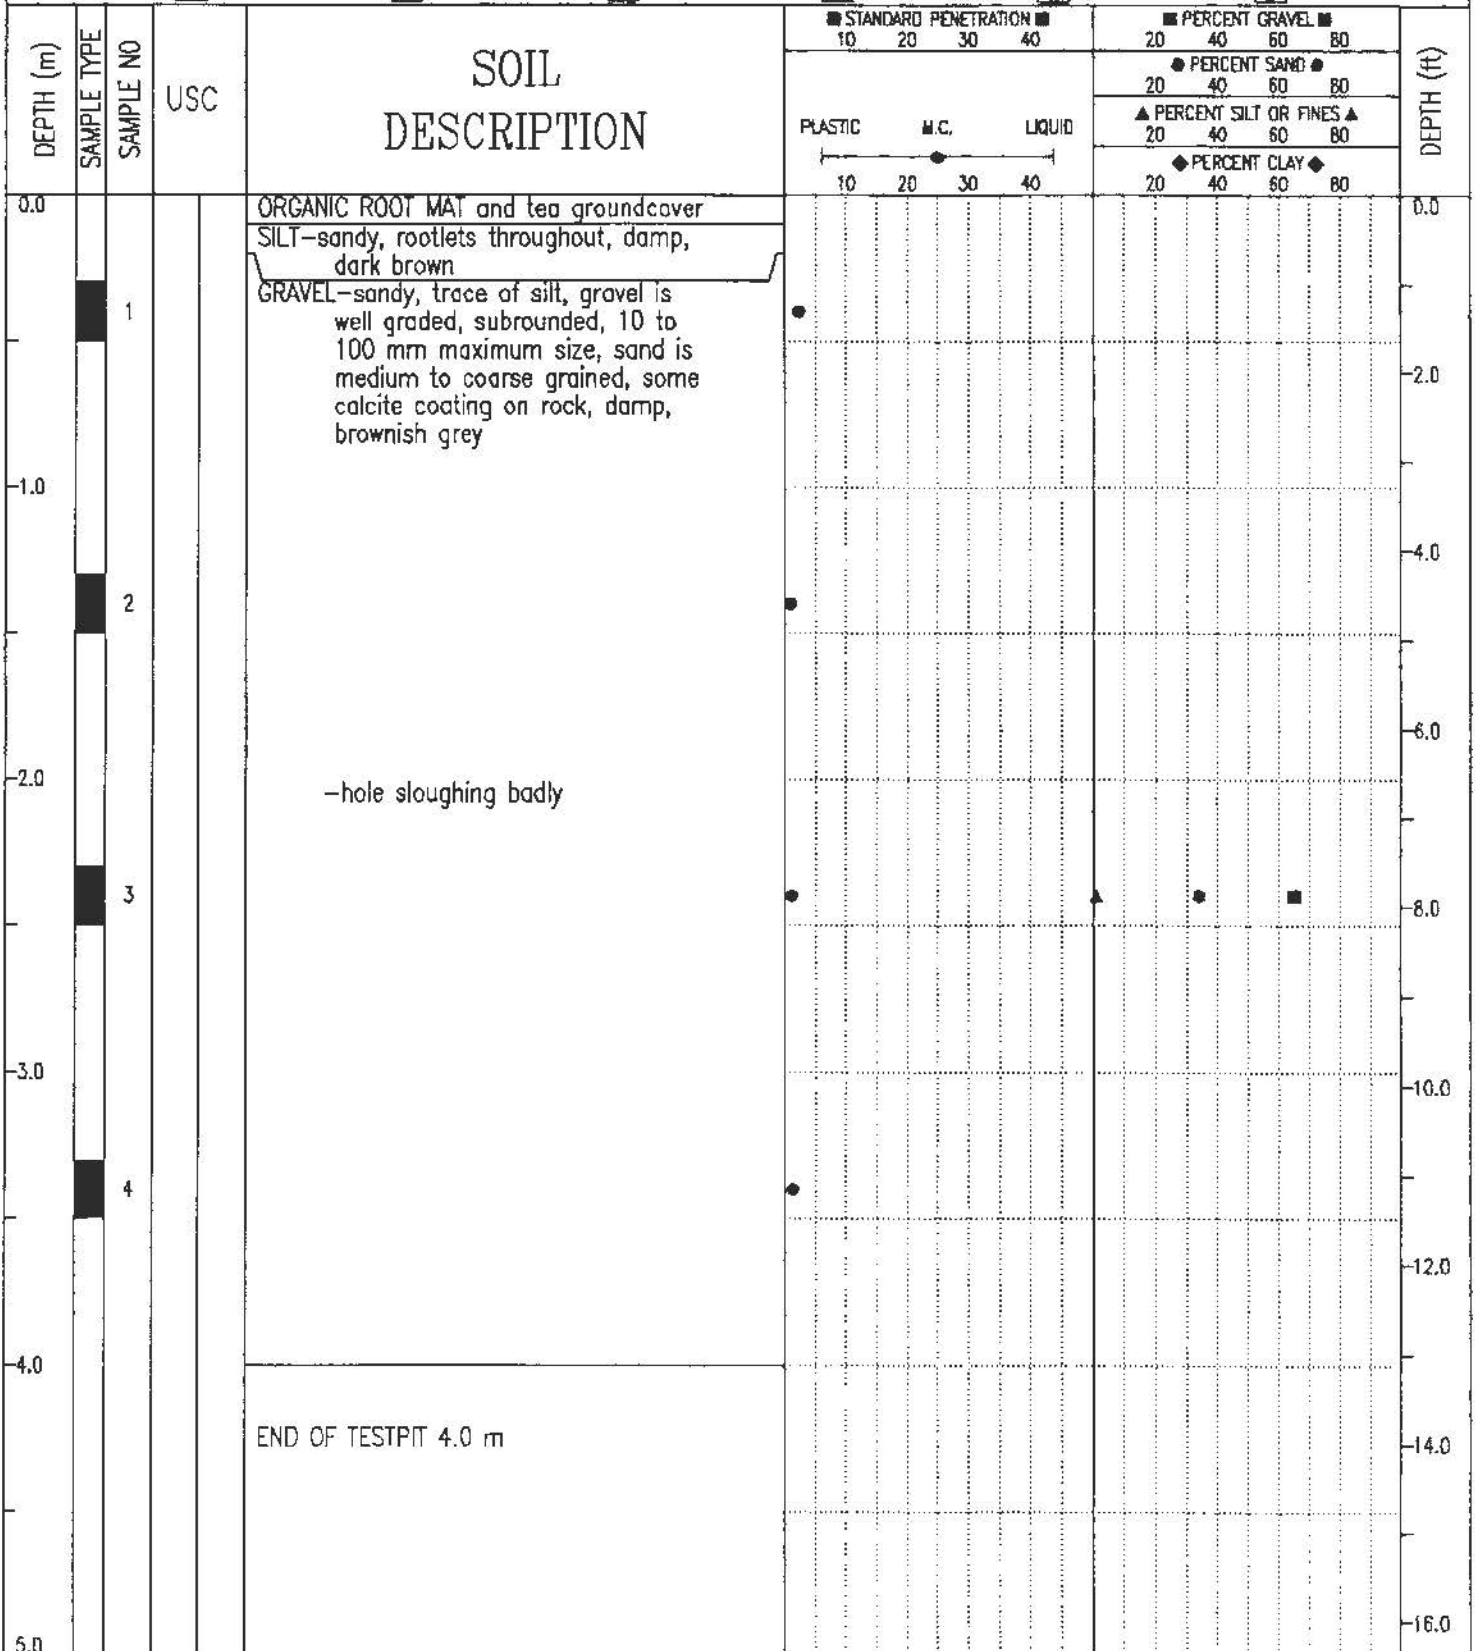 DEPTH (m)
SAMPLE TYPE
SAMPLE NO
USC
SOIL
DESCRIPTION
■ STANDARD PENETRATION ■
10 20 30 40
PLASTIC M.C. LIQUID
10 20 30 40
■ PERCENT GRAVEL ■
20 40 60 80
● PERCENT SAND ●
20 40 60 80
▲ PERCENT SILT OR FINES ▲
20 40 60 80
◆ PERCENT CLAY ◆
20 40 60 80
DEPTH (ft)
0.0
ORGANIC ROOT MAT and tea groundcover
0.0
SILT-sandy, rootlets throughout, damp,
dark brown
GRAVEL-sandy, trace of silt, gravel is
1
well graded, subrounded, 10 to
100 mm maximum size, sand is
medium to coarse grained, some
2.0
calcite coating on rock, damp,
brownish grey
1.0
4.0
2
6.0
2.0
-hole sloughing badly
3
8.0
3.0
10.0
4
12.0
4.0
END OF TESTPIT 4.0 m
14.0
16.0
5.0